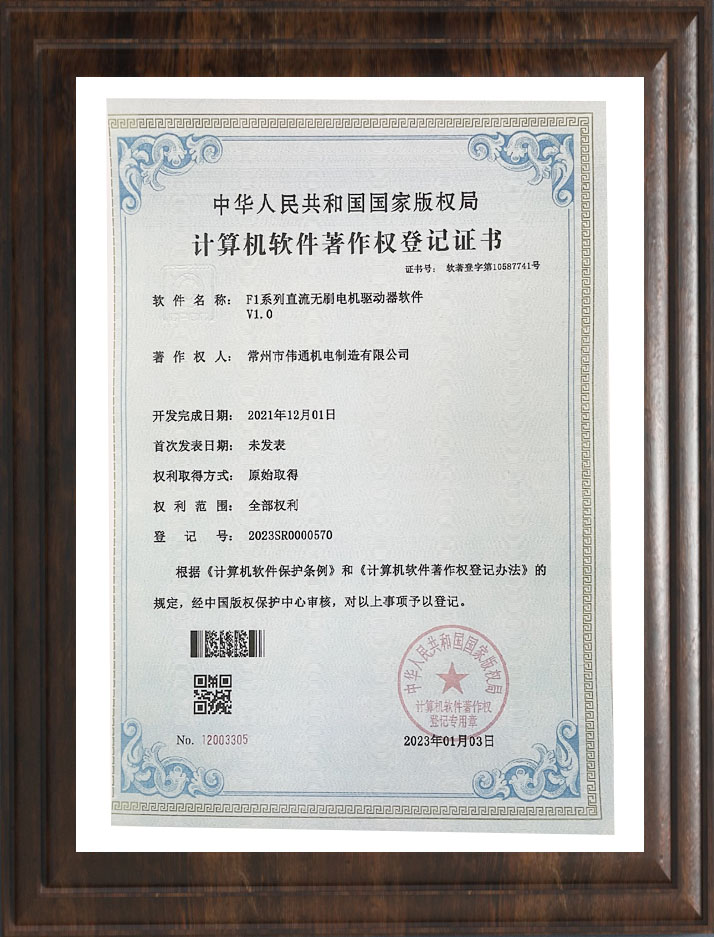 中华人民共和国国家版权局
计算机软件著作权登记证书
证书号： 软著登字第10587741号
软件名称： F1系列直流无刷电机驱动器软件
V1.0
著作权人： 常州市伟通机电制造有限公司
开发完成日期： 2021年12月01日
首次发表日期： 未发表
权利取得方式： 原始取得
权利范围： 全部权利
登记号： 2023SR0000570
根据《计算机软件保护条例》和《计算机软件著作权登记办法》的
规定，经中国版权保护中心审核，对以上事项予以登记。
中华人民共和国国家版权局
计算机软件著作权
登记专用章
No. 12003305
2023年01月03日